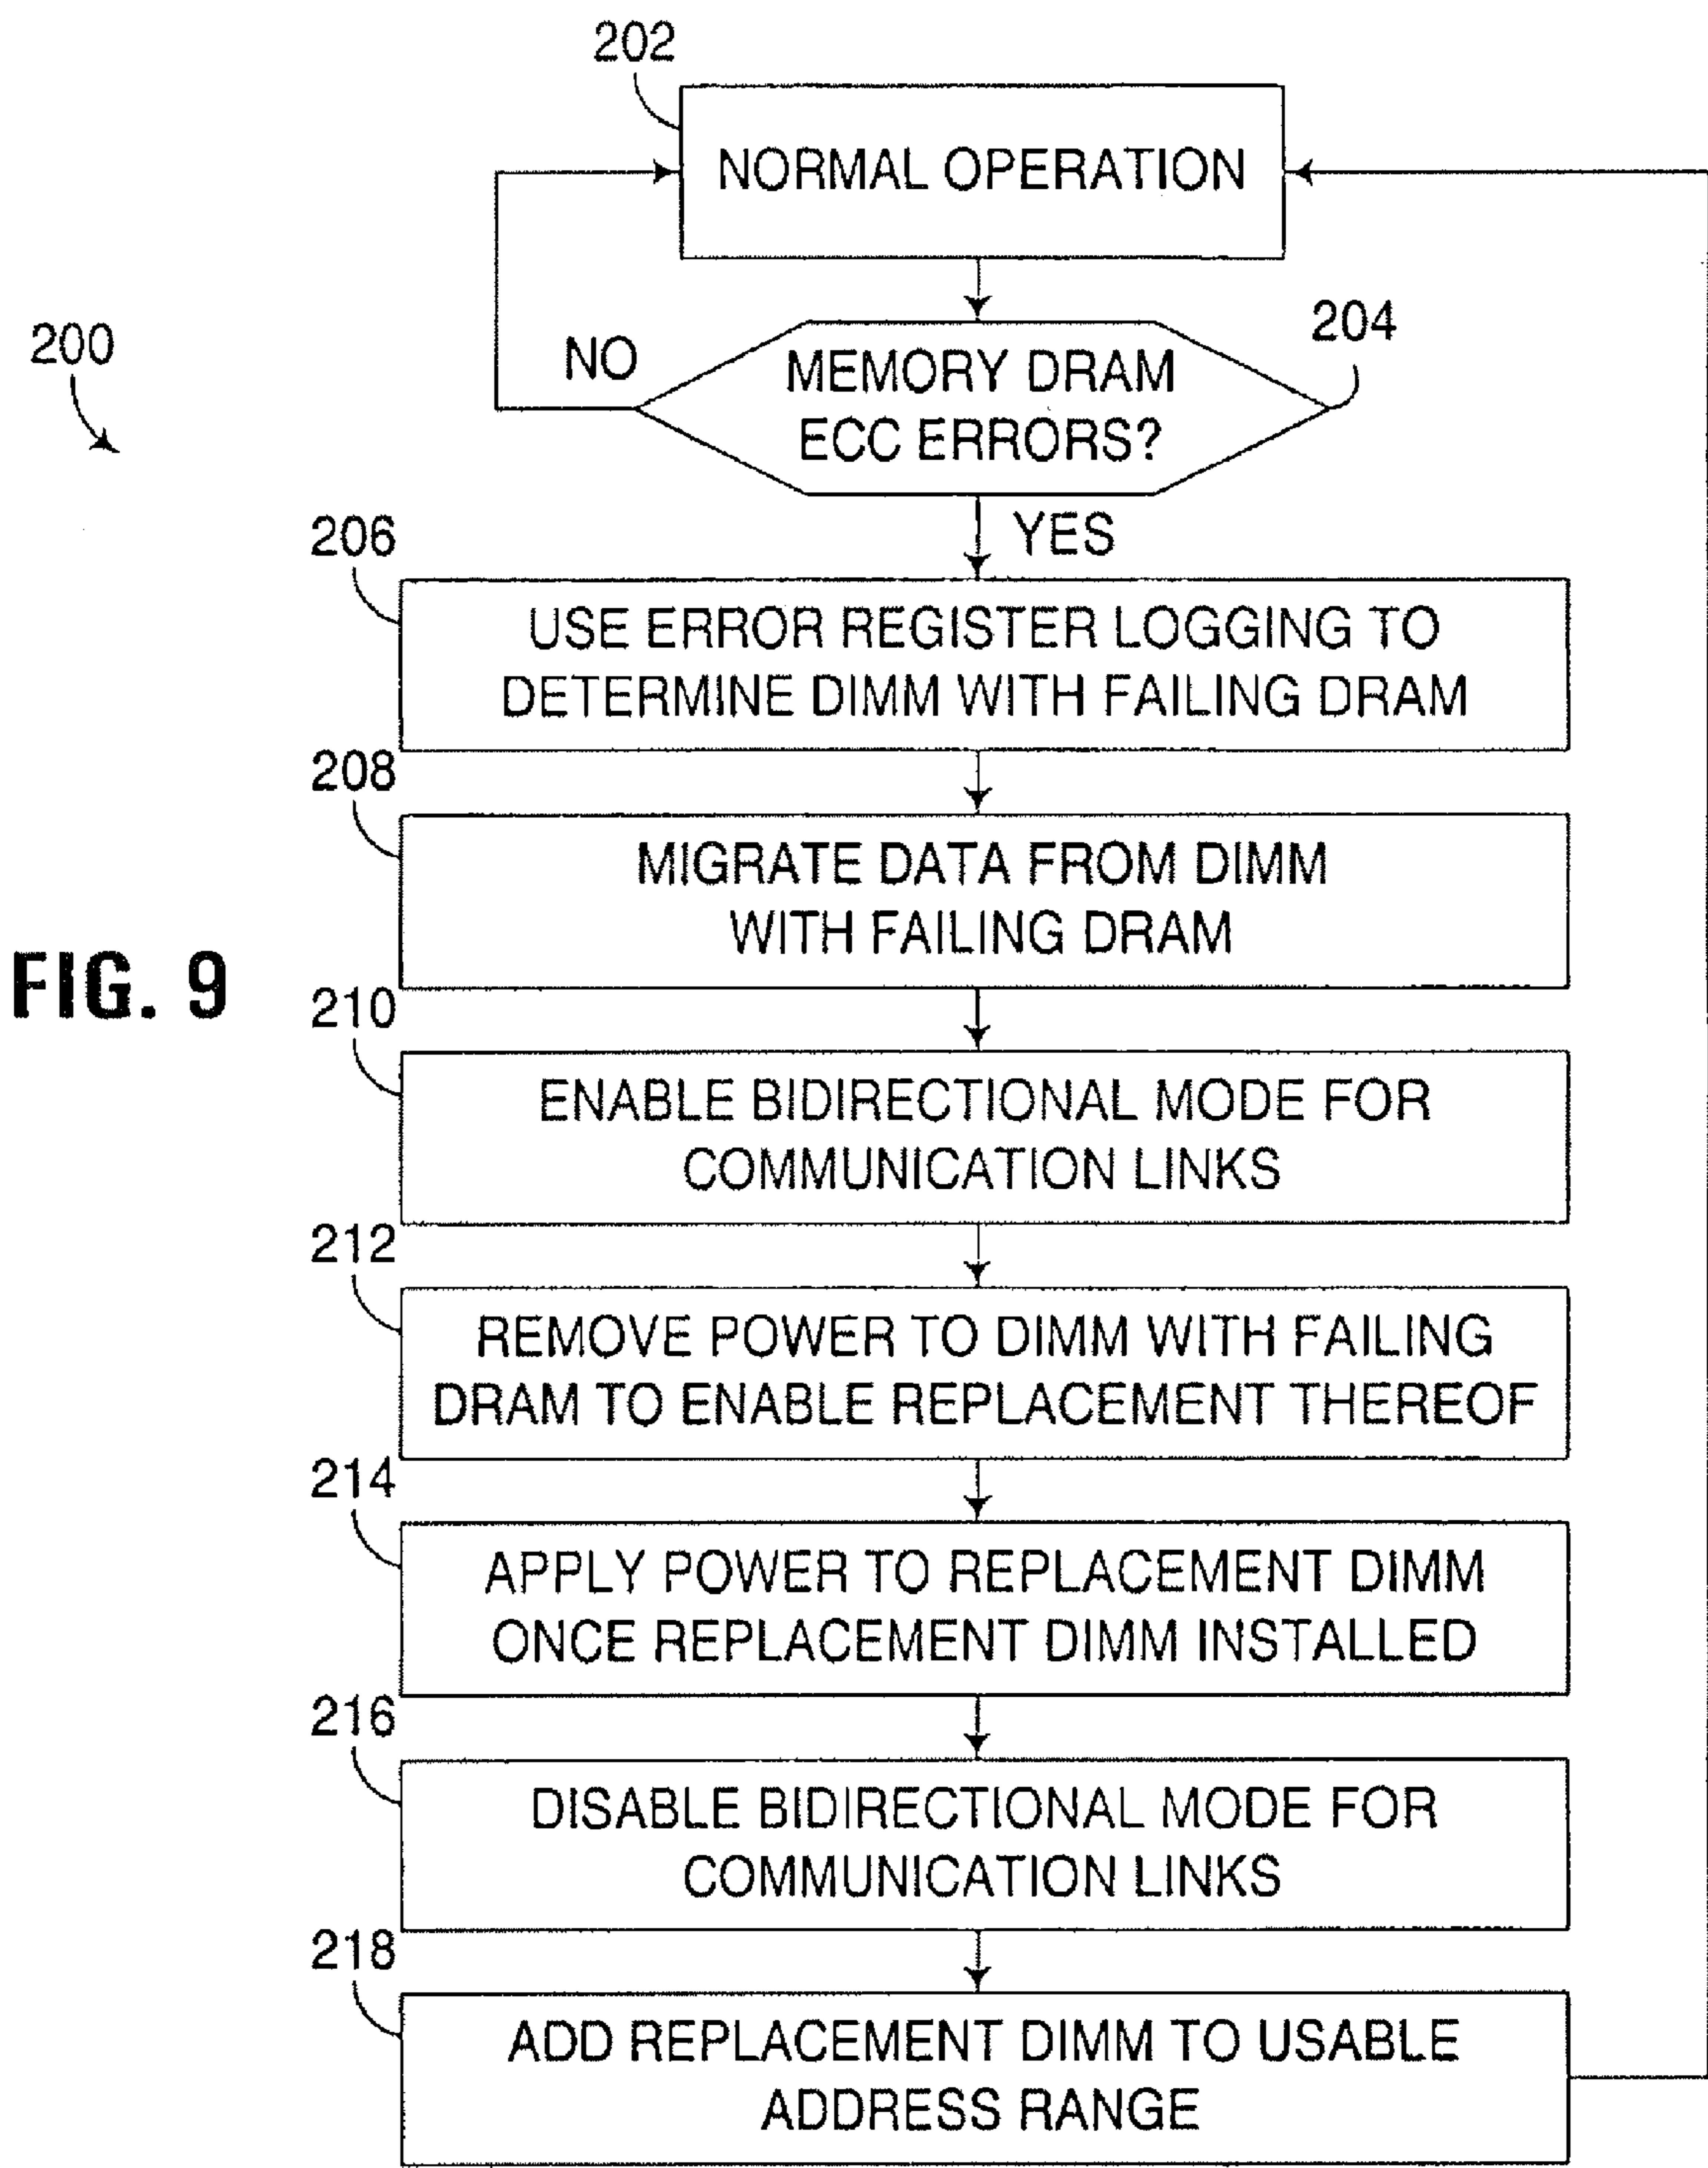 202
NORMAL OPERATION
200
NO
204
MEMORY DRAM
ECC ERRORS?
YES
206
USE ERROR REGISTER LOGGING TO
DETERMINE DIMM WITH FAILING DRAM
208
MIGRATE DATA FROM DIMM
WITH FAILING DRAM
FIG. 9
210
ENABLE BIDIRECTIONAL MODE FOR
COMMUNICATION LINKS
212
REMOVE POWER TO DIMM WITH FAILING
DRAM TO ENABLE REPLACEMENT THEREOF
214
APPLY POWER TO REPLACEMENT DIMM
ONCE REPLACEMENT DIMM INSTALLED
216
DISABLE BIDIRECTIONAL MODE FOR
COMMUNICATION LINKS
218
ADD REPLACEMENT DIMM TO USABLE
ADDRESS RANGE